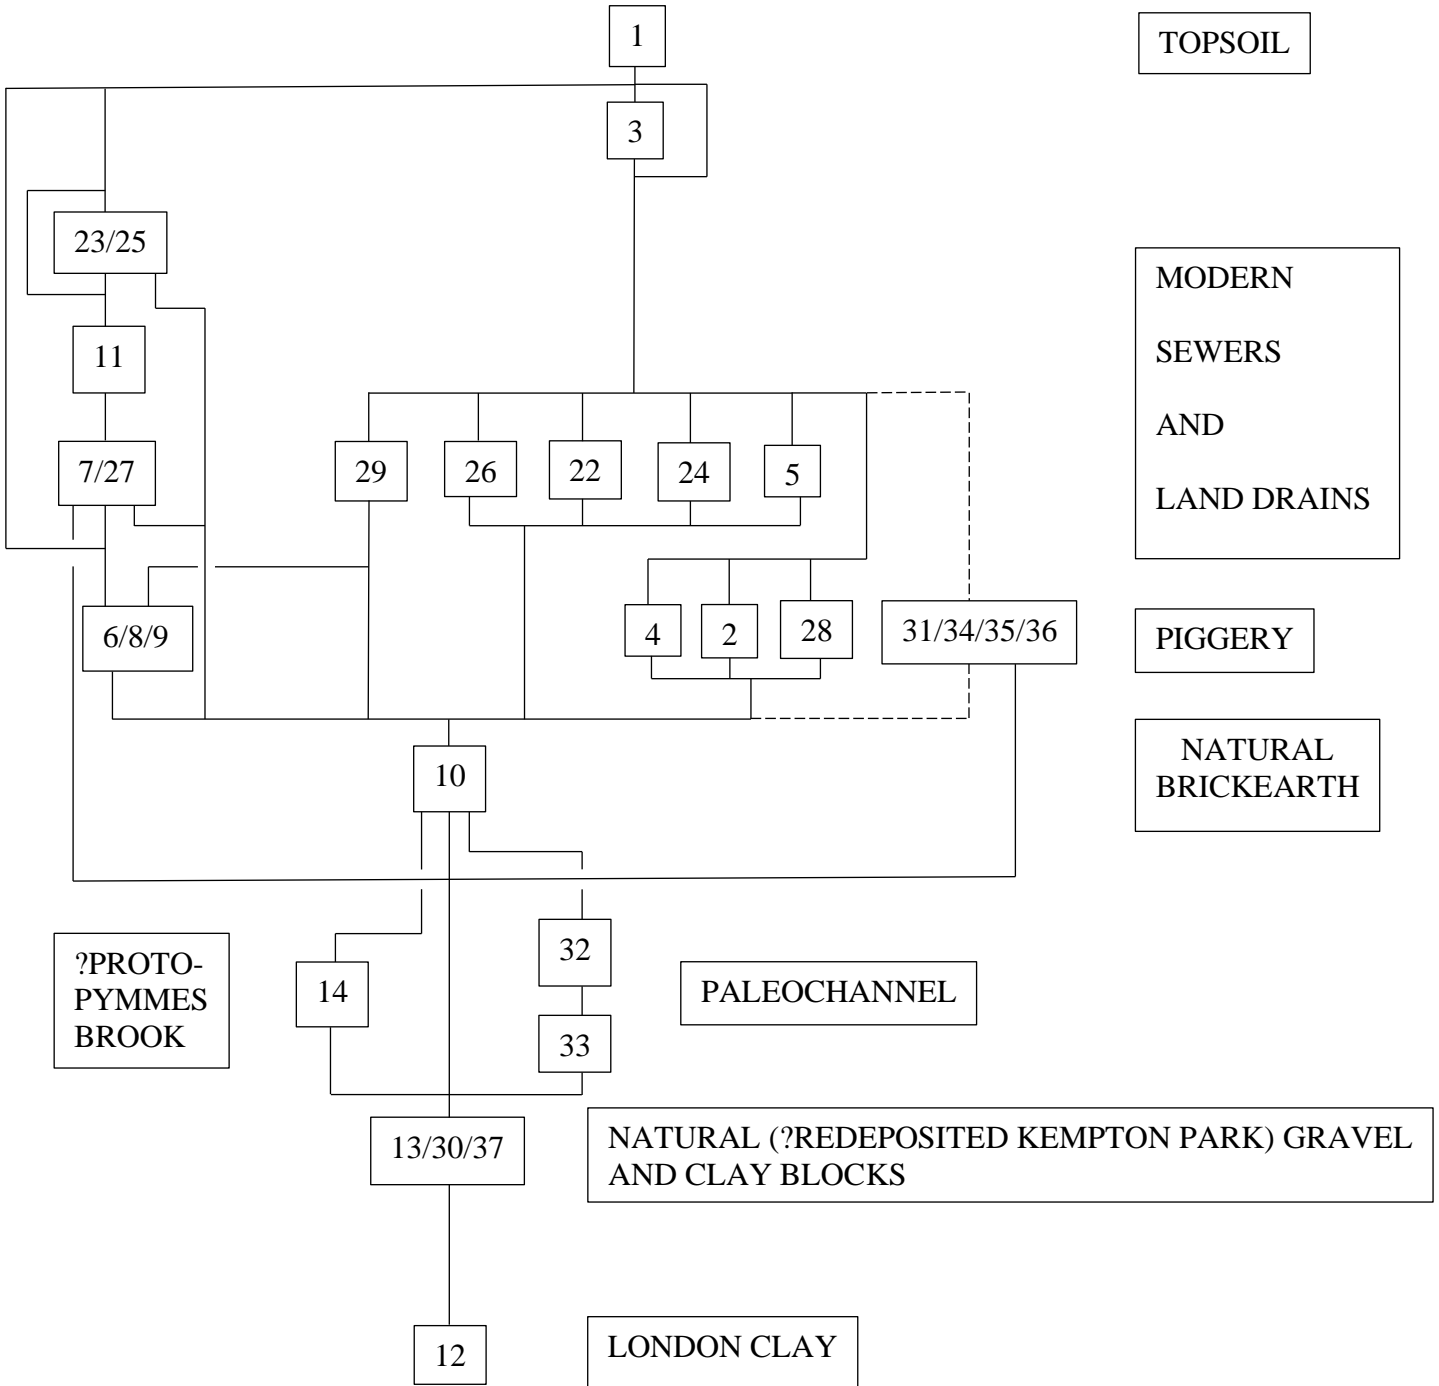 1
TOPSOIL
3
23/25
MODERN
SEWERS
AND
LAND DRAINS
11
7/27
29
26
22
24
5
6/8/9
4
2
28
31/34/35/36
PIGGERY
10
NATURAL
BRICKEARTH
?PROTO-
PYMMES
BROOK
14
32
33
PALEOCHANNEL
13/30/37
NATURAL (?REDEPOSITED KEMPTON PARK) GRAVEL
AND CLAY BLOCKS
12
LONDON CLAY